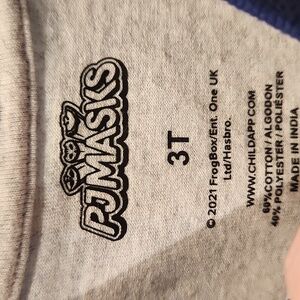 PJMASKS
3T
© 2021 FrogBox/Ent. One UK
Ltd/Hasbro.
WWW.CHILDAPP.COM
60%COTTON / ALGODON
40% POLYESTER / POLIÉSTER
MADE IN INDIA